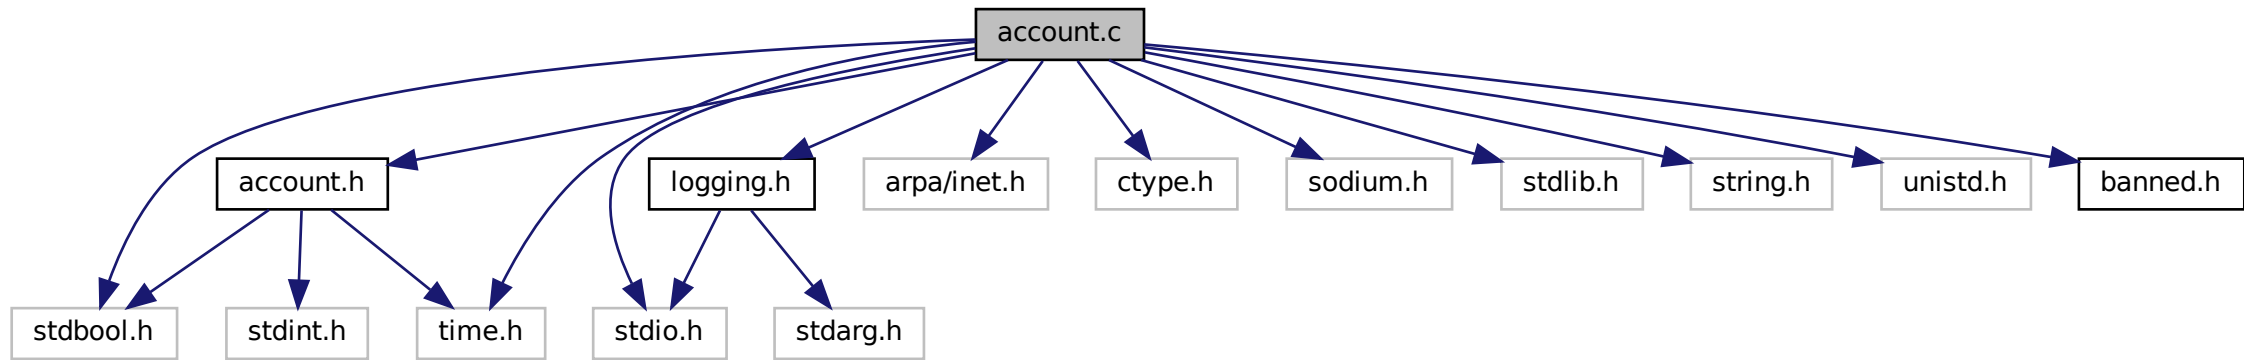 account.c
account.h
logging.h
arpa/inet.h
ctype.h
sodium.h
stdlib.h
string.h
unistd.h
banned.h
stdbool.h
stdint.h
time.h
stdio.h
stdarg.h